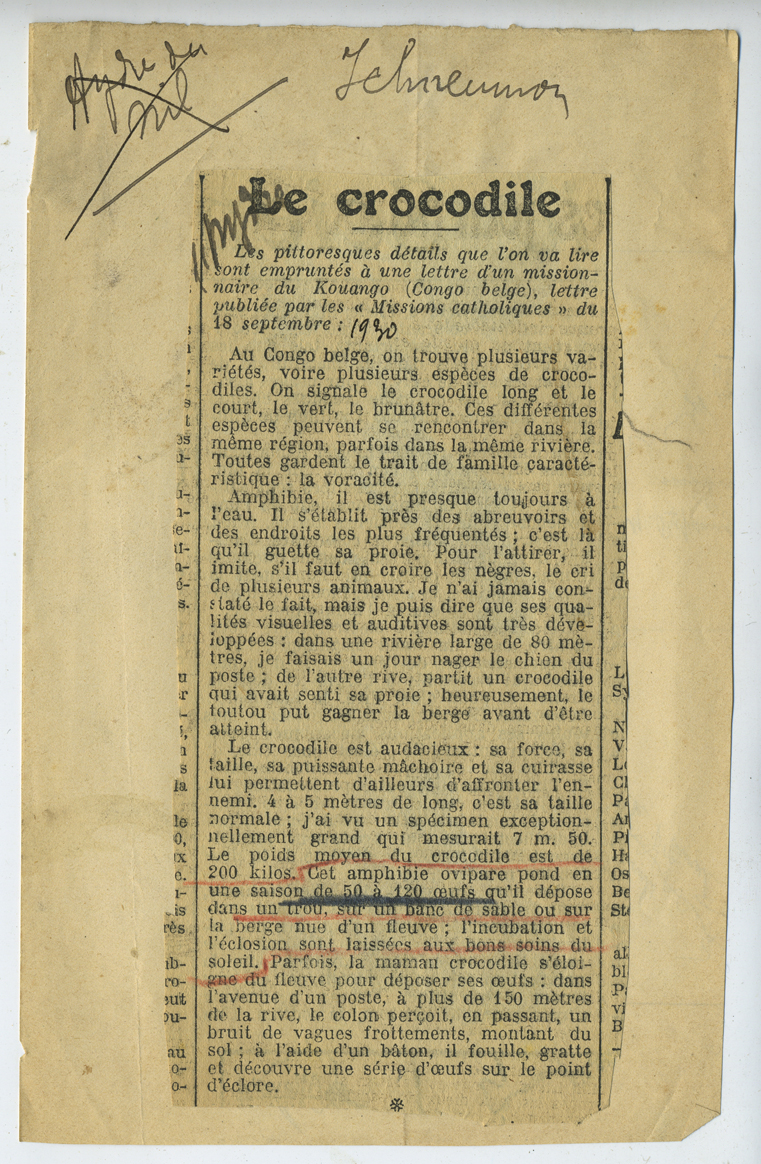 Hydre du
nil
Ichneumon
Le crocodile
Les pittoresques détails que l'on va lire
sont empruntés à une lettre d'un mission-
naire du Kouango (Congo belge), lettre
publiée par les « Missions catholiques » du
18 septembre : 1930
Au Congo belge, on trouve plusieurs va-
riétés, voire plusieurs espèces de croco-
diles. On signale le crocodile long et le
court, le vert, le brunâtre. Ces différentes
espèces peuvent se rencontrer dans la
même région, parfois dans la même rivière.
Toutes gardent le trait de famille caracté-
ristique : la voracité.
Amphibie, il est presque toujours à
l'eau. Il s'établit près des abreuvoirs et
des endroits les plus fréquentés ; c'est là
qu'il guette sa proie. Pour l'attirer, il
imite, s'il faut en croire les nègres, le cri
de plusieurs animaux. Je n'ai jamais con-
staté le fait, mais je puis dire que ses qua-
lités visuelles et auditives sont très déve-
loppées : dans une rivière large de 80 mè-
tres, je faisais un jour nager le chien du
poste ; de l'autre rive, partit un crocodile
qui avait senti sa proie ; heureusement, le
toutou put gagner la berge avant d'être
atteint.
Le crocodile est audacieux : sa force, sa
taille, sa puissante mâchoire et sa cuirasse
lui permettent d'ailleurs d'affronter l'en-
nemi. 4 à 5 mètres de long, c'est sa taille
normale ; j'ai vu un spécimen exception-
nellement grand qui mesurait 7 m. 50.
Le poids moyen du crocodile est de
200 kilos. Cet amphibie ovipare pond en
une saison de 50 à 120 œufs qu'il dépose
dans un trou, sur un banc de sable ou sur
la berge nue d'un fleuve ; l'incubation et
l'éclosion sont laissées aux bons soins du
soleil. Parfois, la maman crocodile s'éloi-
gne du fleuve pour déposer ses œufs : dans
l'avenue d'un poste, à plus de 150 mètres
de la rive, le colon perçoit, en passant, un
bruit de vagues frottements, montant du
sol ; à l'aide d'un bâton, il fouille, gratte
et découvre une série d'œufs sur le point
d'éclore.